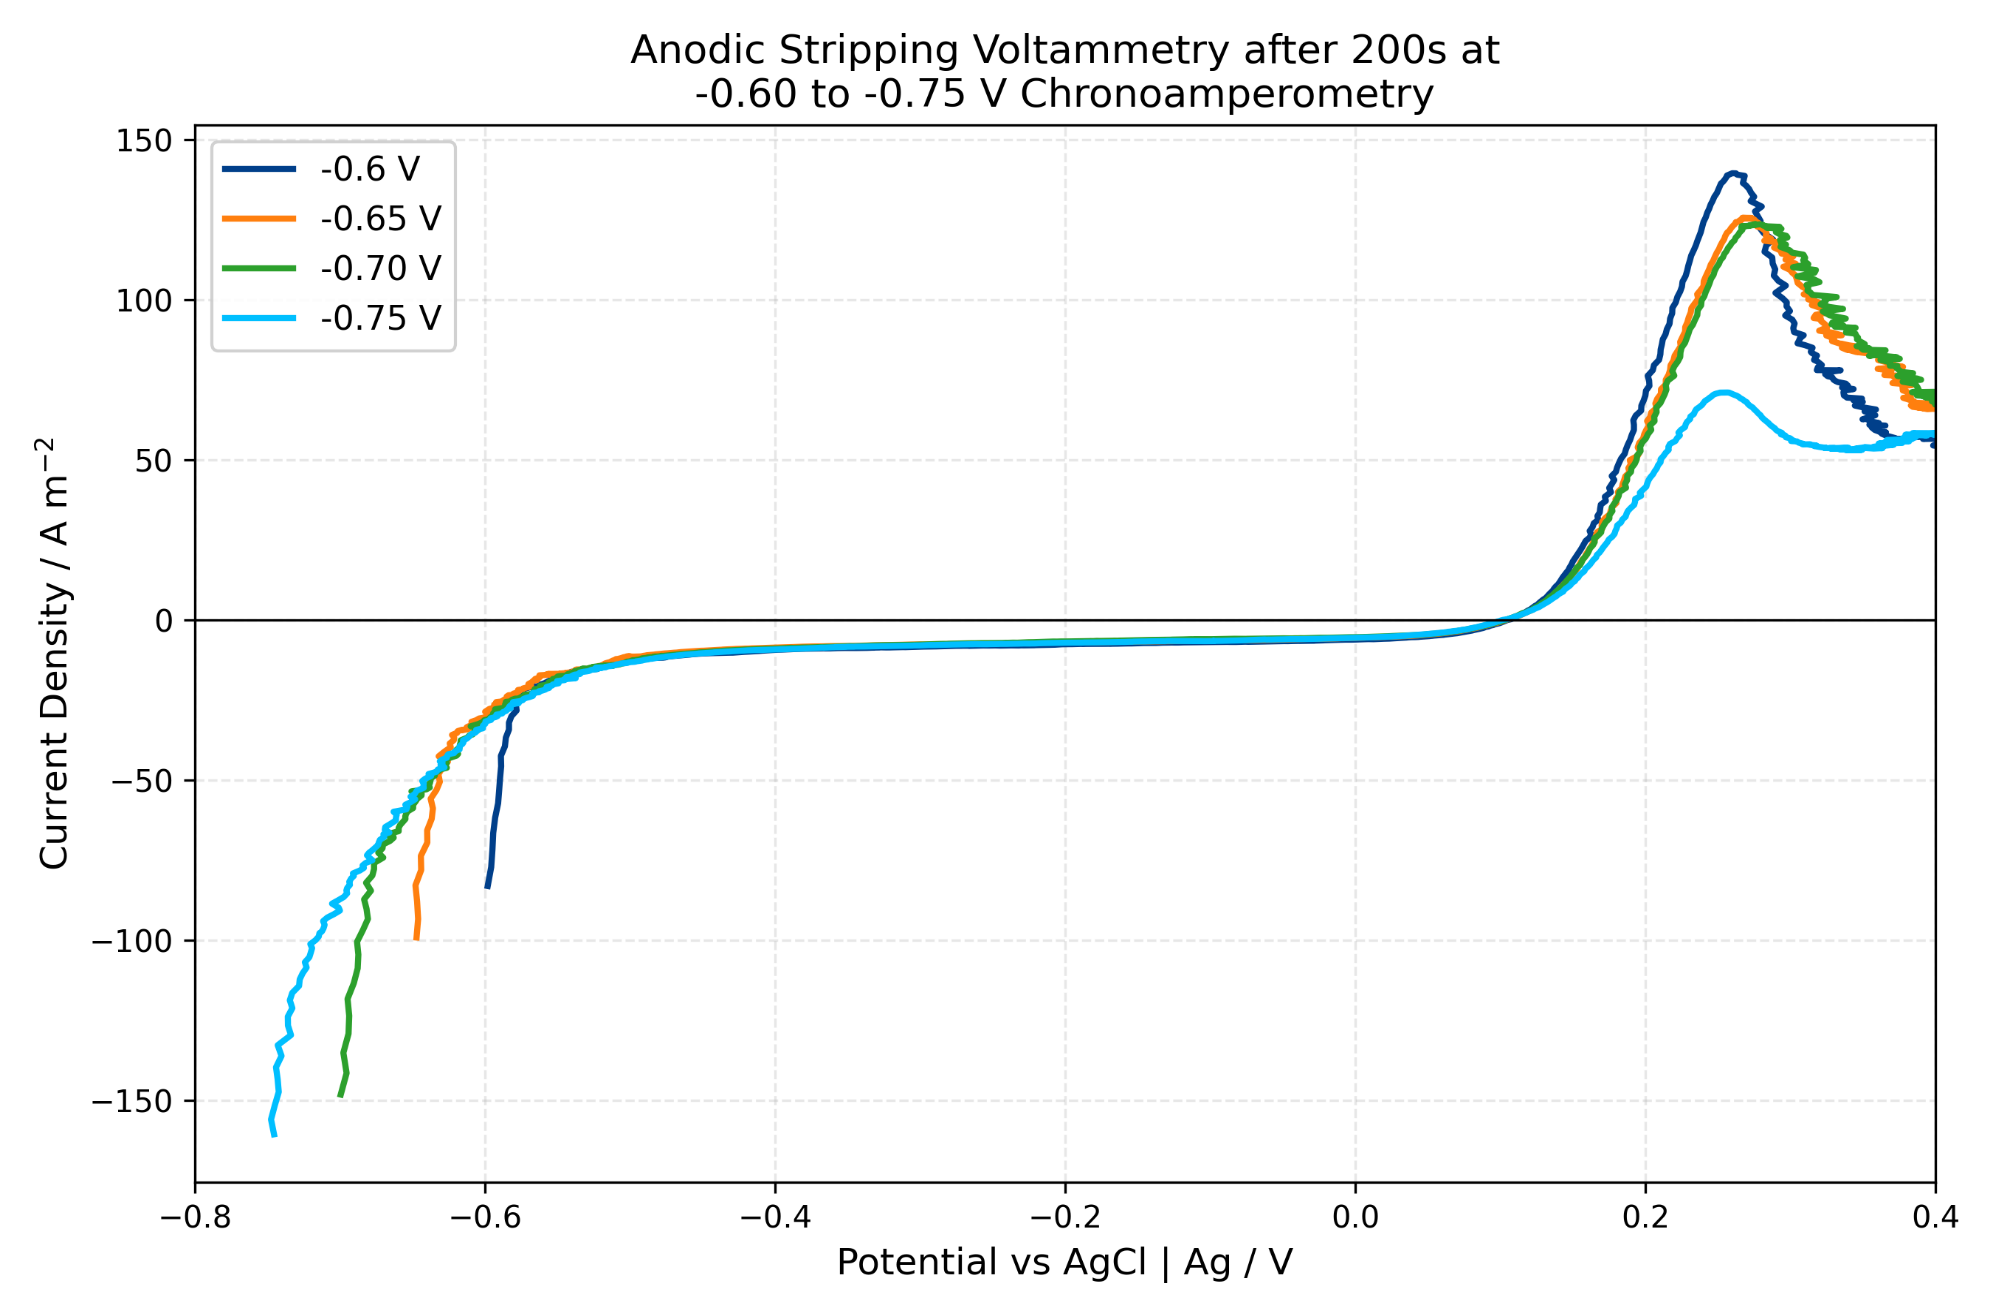 Anodic Stripping Voltammetry after 200s at
-0.60 to -0.75 V Chronoamperometry
150
100
50
0
−50
−100
−150
Current Density / A m⁻²
-0.6 V
-0.65 V
-0.70 V
-0.75 V
−0.8
−0.6
−0.4
−0.2
0.0
0.2
0.4
Potential vs AgCl | Ag / V